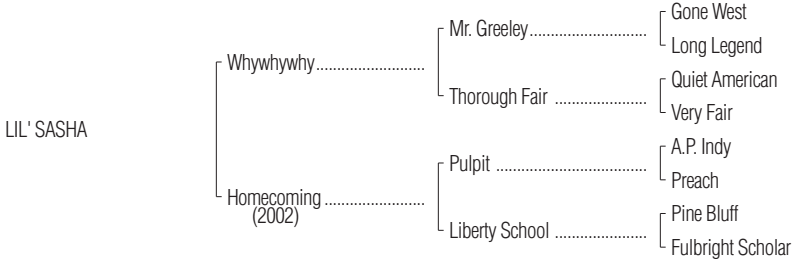 Gone West
Mr. Greeley............................
Long Legend
Whywhywhy..........................
Quiet American
Thorough Fair ......................
Very Fair
LIL' SASHA
A.P. Indy
Pulpit ....................................
Preach
Homecoming ........................
(2002)
Pine Bluff
Liberty School ......................
Fulbright Scholar